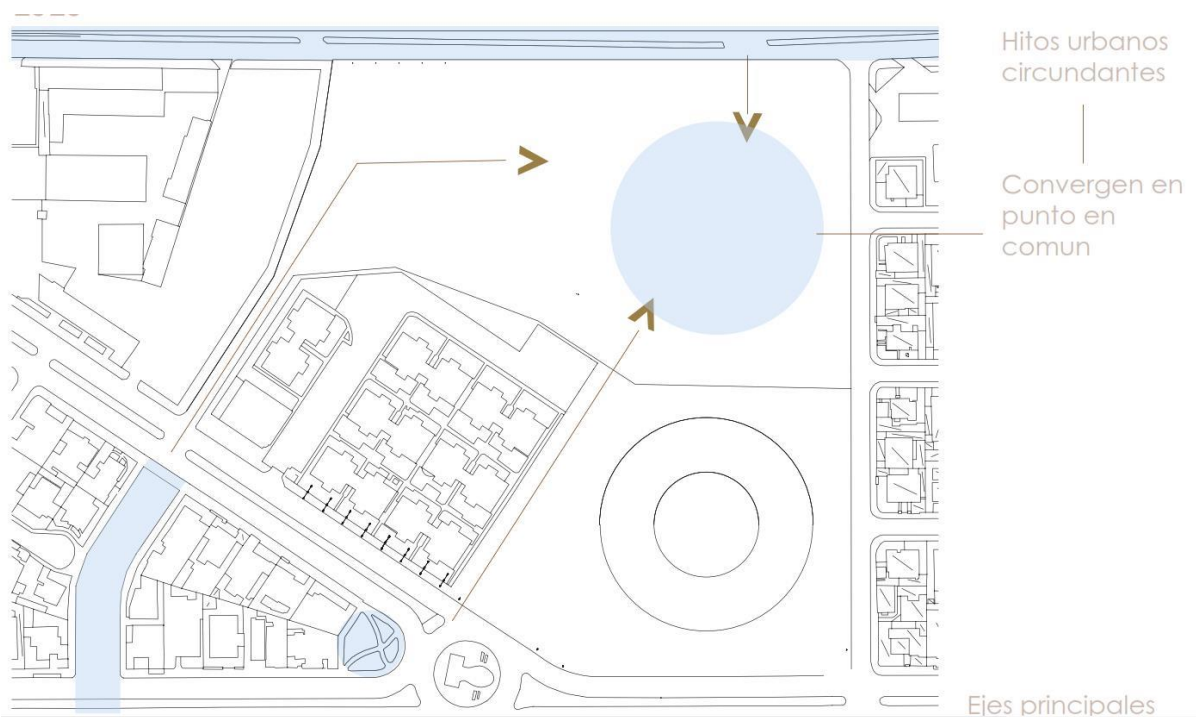 Hitos urbanos
circundantes
Convergen en
punto en
comun
Ejes principales